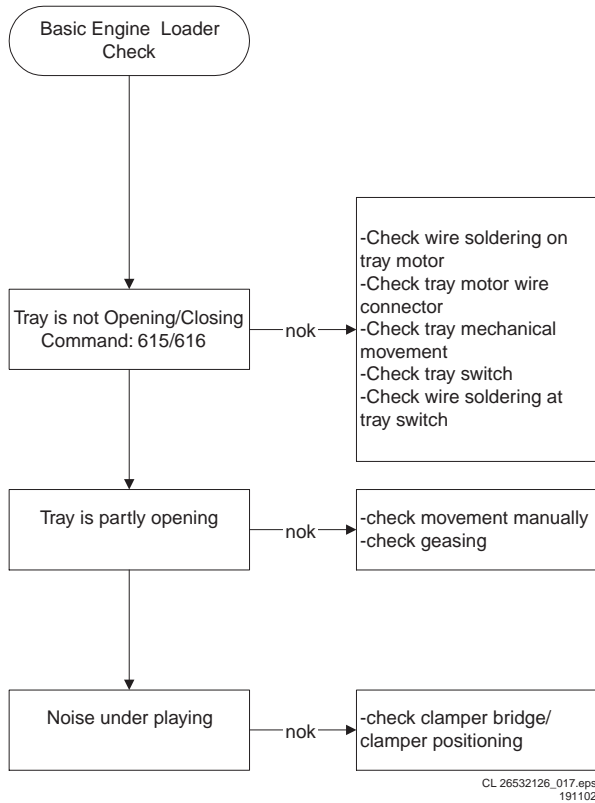 Basic Engine Loader
Check
Tray is not Opening/Closing
Command: 615/616
nok
-Check wire soldering on
tray motor
-Check tray motor wire
connector
-Check tray mechanical
movement
-Check tray switch
-Check wire soldering at
tray switch
Tray is partly opening
nok
-check movement manually
-check geasing
Noise under playing
nok
-check clamper bridge/
clamper positioning
CL 26532126_017.eps
191102